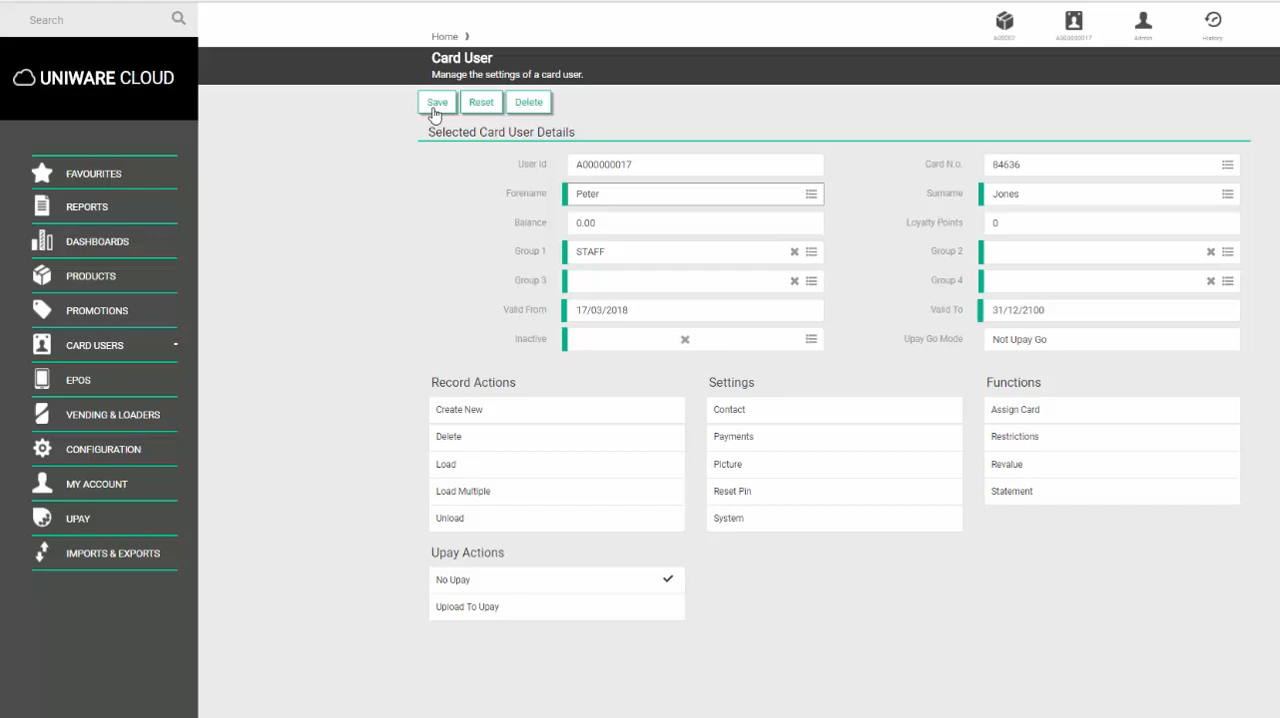 Search
UNIWARE CLOUD
FAVOURITES
REPORTS
DASHBOARDS
PRODUCTS
PROMOTIONS
CARD USERS
EPOS
VENDING & LOADERS
CONFIGURATION
MY ACCOUNT
UPAY
IMPORTS & EXPORTS
Home ❯
A000000017
Admin
History
Card User
Manage the settings of a card user.
Save Reset Delete
Selected Card User Details
User Id A000000017 Card N.o. 84636
Forename Peter Surname Jones
Balance 0.00 Loyalty Points 0
Group 1 STAFF Group 2
Group 3 Group 4
Valid From 17/03/2018 Valid To 31/12/2100
Inactive Upay Go Mode Not Upay Go
Record Actions
Create New
Delete
Load
Load Multiple
Unload
Settings
Contact
Payments
Picture
Reset Pin
System
Functions
Assign Card
Restrictions
Revalue
Statement
Upay Actions
No Upay
Upload To Upay